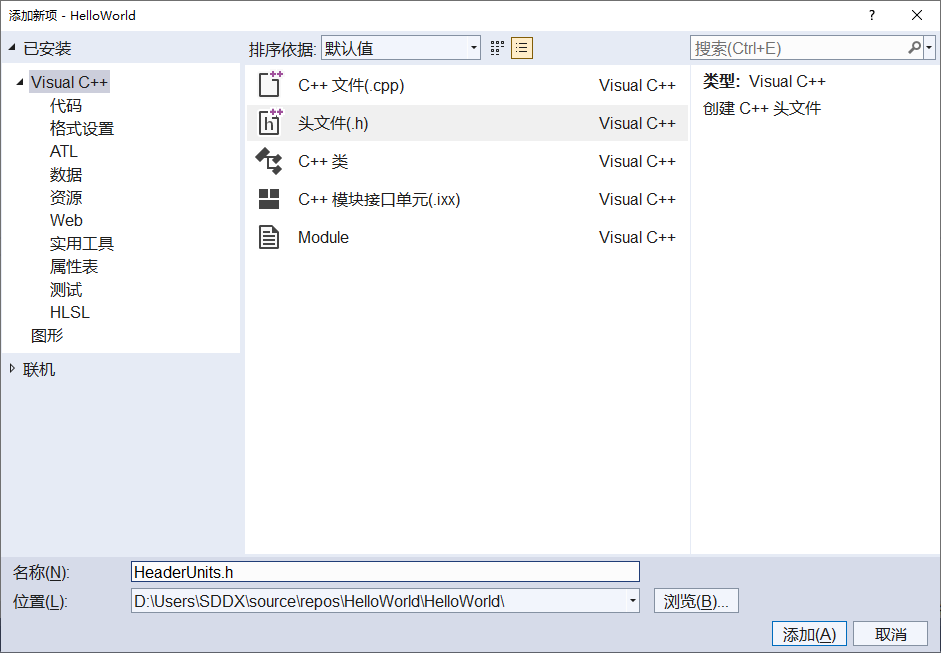 添加新项 - HelloWorld
?
已安装
排序依据: 默认值
搜索(Ctrl+E)
Visual C++
代码
格式设置
ATL
数据
资源
Web
实用工具
属性表
测试
HLSL
图形
联机
C++ 文件(.cpp) Visual C++
头文件(.h) Visual C++
C++ 类 Visual C++
C++ 模块接口单元(.ixx) Visual C++
Module Visual C++
类型: Visual C++
创建 C++ 头文件
名称(N): HeaderUnits.h
位置(L): D:\Users\SDDX\source\repos\HelloWorld\HelloWorld\ 浏览(B)...
添加(A) 取消